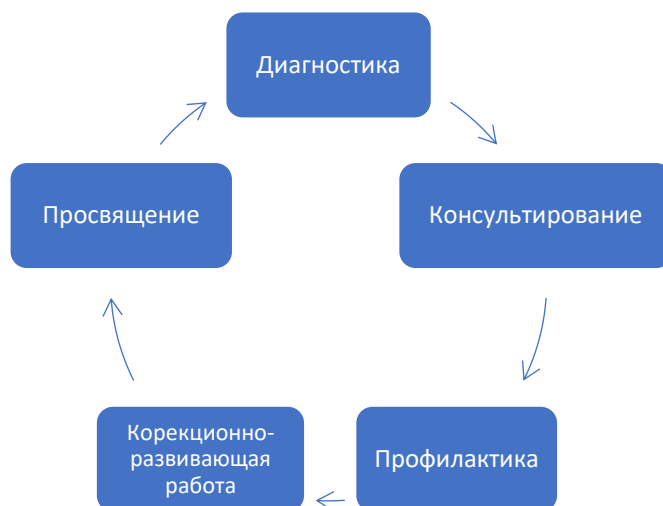 Диагностика
Консультирование
Профилактика
Корекционно-
развивающая
работа
Просвящение